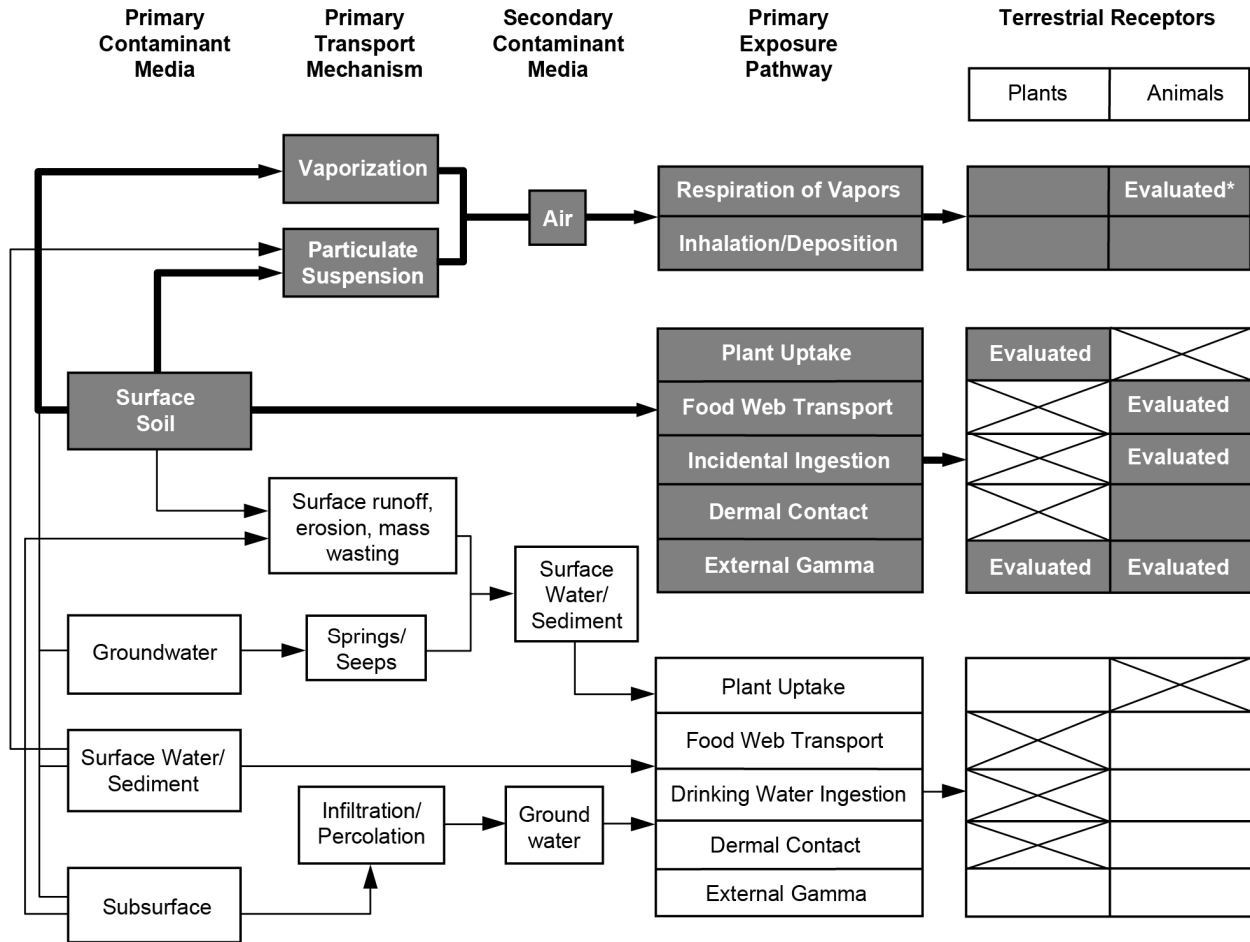 Primary
Contaminant
Media
Primary
Transport
Mechanism
Secondary
Contaminant
Media
Primary
Exposure
Pathway
Terrestrial Receptors
Plants
Animals
Vaporization
Particulate
Suspension
Air
Respiration of Vapors
Inhalation/Deposition
Evaluated*
Surface
Soil
Plant Uptake
Food Web Transport
Incidental Ingestion
Dermal Contact
External Gamma
Evaluated
Evaluated
Evaluated
Evaluated
Evaluated
Surface runoff,
erosion, mass
wasting
Surface
Water/
Sediment
Groundwater
Springs/
Seeps
Surface Water/
Sediment
Infiltration/
Percolation
Ground
water
Subsurface
Plant Uptake
Food Web Transport
Drinking Water Ingestion
Dermal Contact
External Gamma